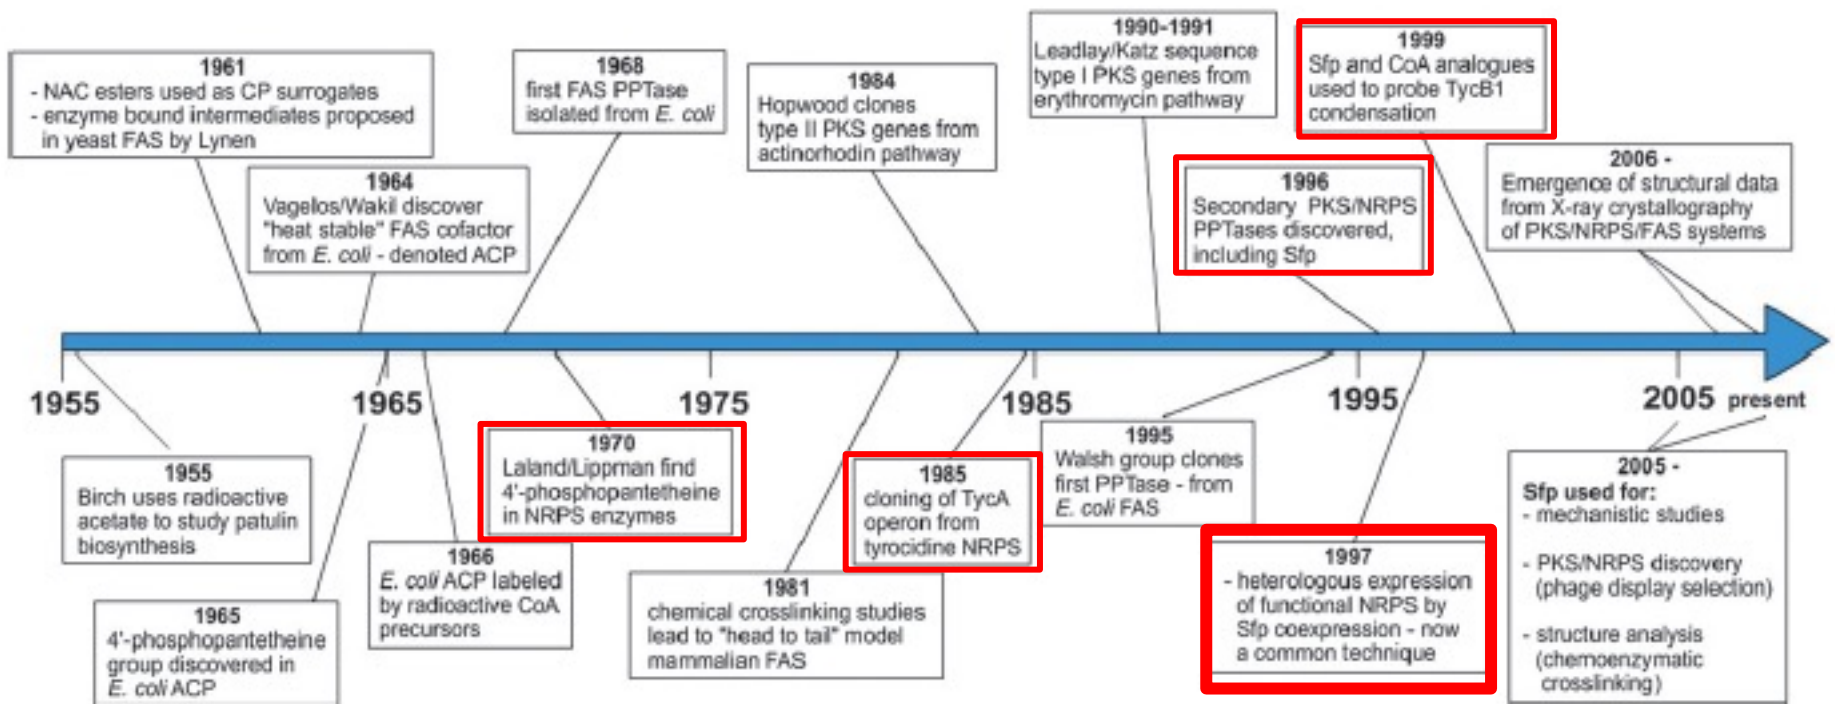 1961
- NAC esters used as CP surrogates
- enzyme bound intermediates proposed
in yeast FAS by Lynen
1964
Vagelos/Wakil discover
"heat stable" FAS cofactor
from E. coli - denoted ACP
1968
first FAS PPTase
isolated from E. coli
1984
Hopwood clones
type II PKS genes from
actinorhodin pathway
1990-1991
Leadlay/Katz sequence
type I PKS genes from
erythromycin pathway
1996
Secondary PKS/NRPS
PPTases discovered,
including Sfp
1999
Sfp and CoA analogues
used to probe TycB1
condensation
2006 -
Emergence of structural data
from X-ray crystallography
of PKS/NRPS/FAS systems
1955
1965
1975
1985
1995
2005
present
1955
Birch uses radioactive
acetate to study patulin
biosynthesis
1965
4'-phosphopantetheine
group discovered in
E. coli ACP
1966
E. coli ACP labeled
by radioactive CoA
precursors
1970
Laland/Lippman find
4'-phosphopantetheine
in NRPS enzymes
1981
chemical crosslinking studies
lead to "head to tail" model
mammalian FAS
1985
cloning of TycA
operon from
tyrocidine NRPS
1995
Walsh group clones
first PPTase - from
E. coli FAS
1997
- heterologous expression
of functional NRPS by
Sfp coexpression - now
a common technique
2005 -
Sfp used for:
- mechanistic studies
- PKS/NRPS discovery
(phage display selection)
- structure analysis
(chemoenzymatic
crosslinking)